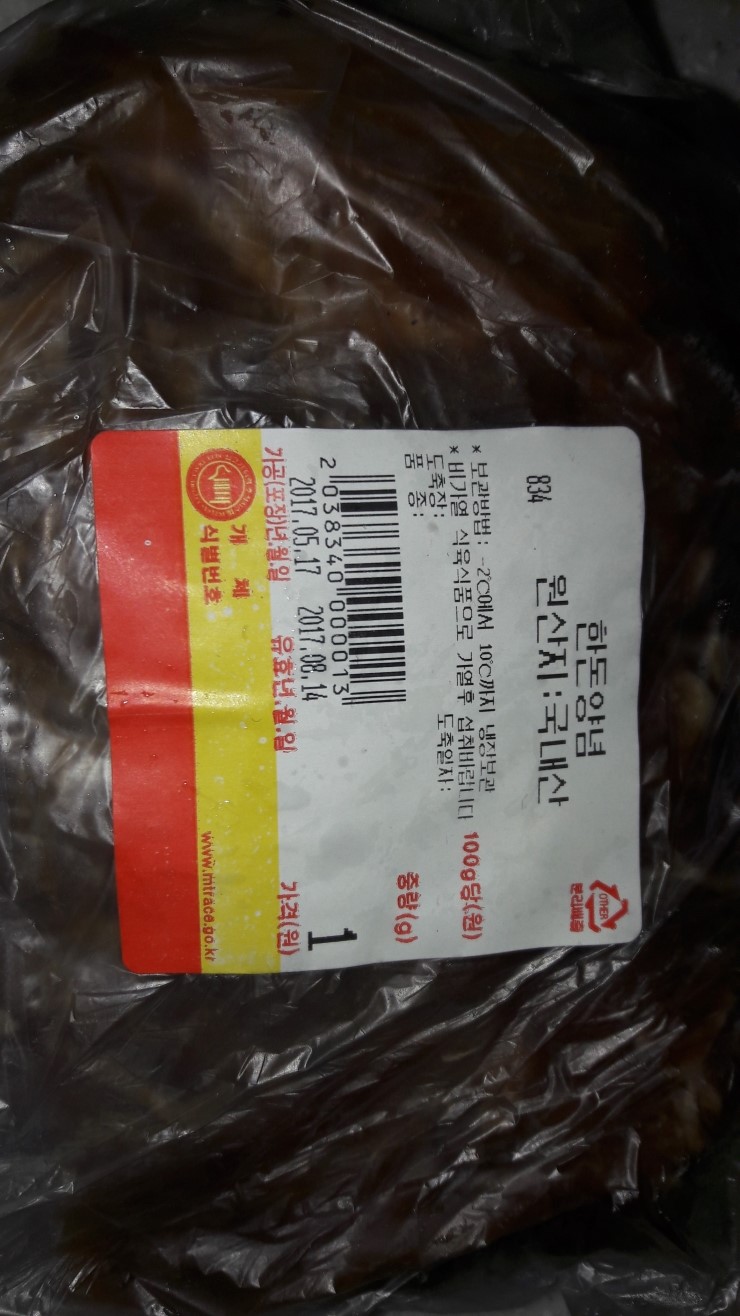 834
한돈양념
원산지:국내산
OTHER
분리배출
* 보관방법: -2℃에서 10℃까지 냉장보관
* 비가열 식육식품으로 가열후 섭취바랍니다
100g당(원)
도축장:
도축일시:
품 종:
중량(g)
2 038340 000013
2017.05.17 2017.08.14
1
가공(포장)년.월.일 유효년.월.일 가격(원)
개 체
식별번호
www.mtrace.go.kr